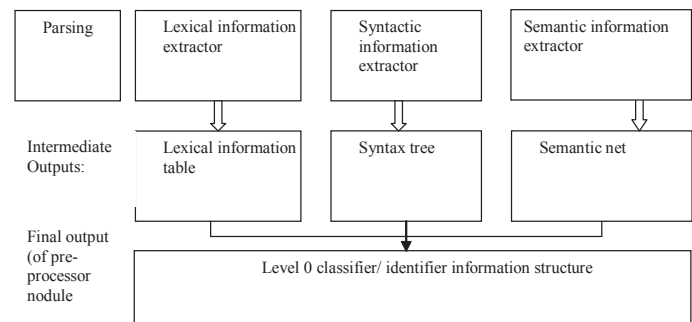 Parsing
Lexical information
extractor
Syntactic
information
extractor
Semantic information
extractor
Intermediate
Outputs:
Lexical information
table
Syntax tree
Semantic net
Final output
(of pre-
processor
nodule
Level 0 classifier/ identifier information structure